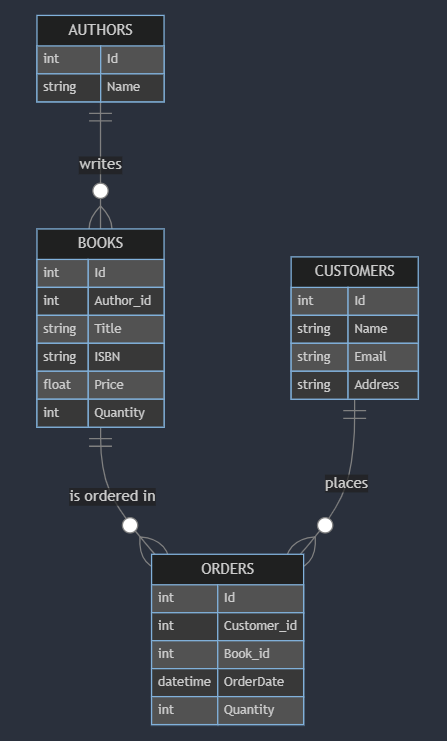 AUTHORS
int Id
string Name
writes
BOOKS
int Id
int Author_id
string Title
string ISBN
float Price
int Quantity
CUSTOMERS
int Id
string Name
string Email
string Address
is ordered in
places
ORDERS
int Id
int Customer_id
int Book_id
datetime OrderDate
int Quantity